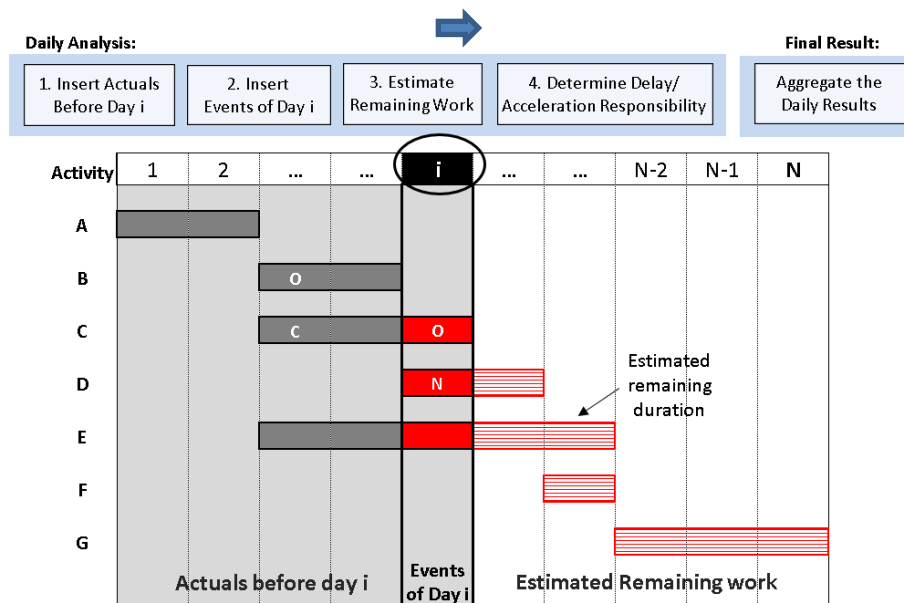 Daily Analysis:
Final Result:
1. Insert Actuals
Before Day i
2. Insert
Events of Day i
3. Estimate
Remaining Work
4. Determine Delay/
Acceleration Responsibility
Aggregate the
Daily Results
Activity 1 2 ... ... i ... ... N-2 N-1 N
A
B O
C C O
D N
Estimated
remaining
duration
E
F
G
Actuals before day i
Events
of Day i
Estimated Remaining work